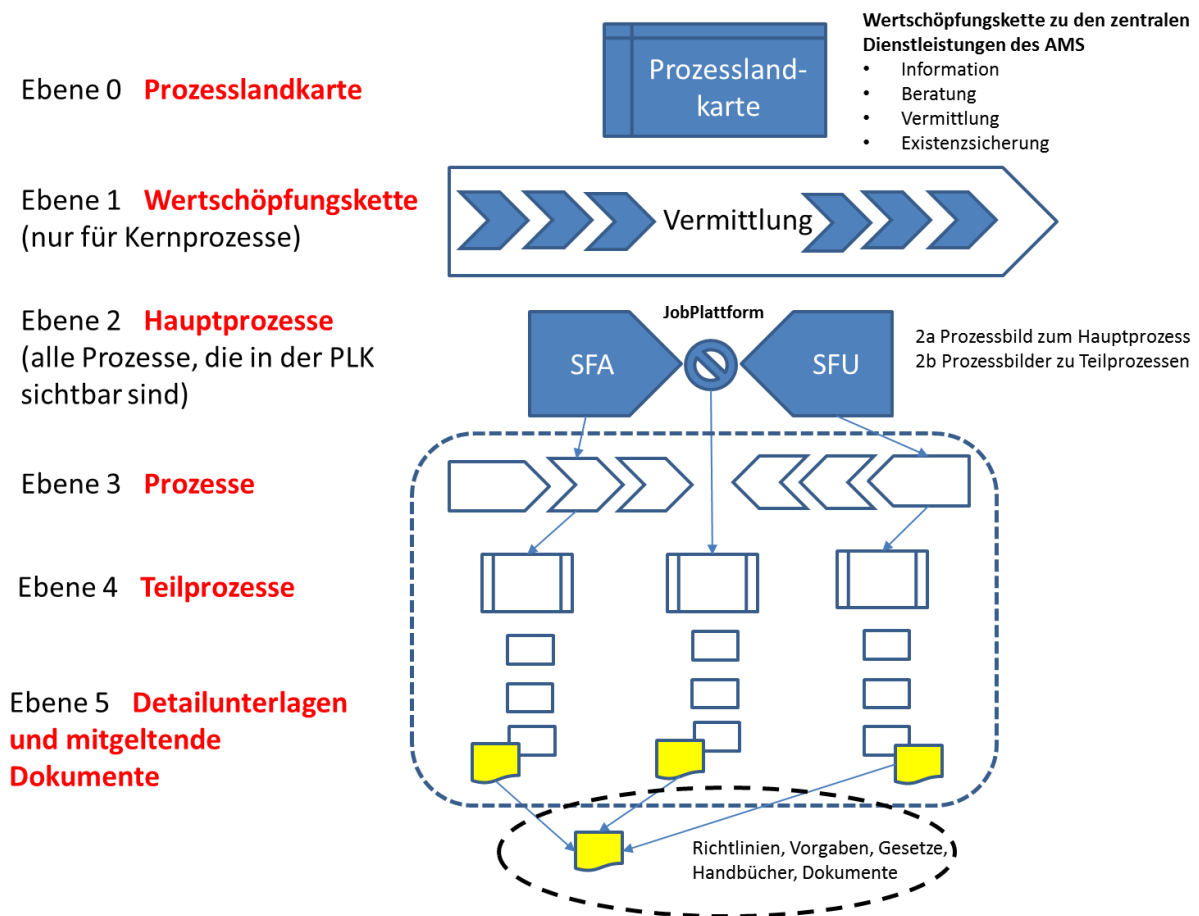 Wertschöpfungskette zu den zentralen
Dienstleistungen des AMS
• Information
• Beratung
• Vermittlung
• Existenzsicherung
Ebene 0 Prozesslandkarte
Prozessland-
karte
Ebene 1 Wertschöpfungskette
(nur für Kernprozesse)
Vermittlung
Ebene 2 Hauptprozesse
(alle Prozesse, die in der PLK
sichtbar sind)
JobPlattform
SFA
SFU
2a Prozessbild zum Hauptprozess
2b Prozessbilder zu Teilprozessen
Ebene 3 Prozesse
Ebene 4 Teilprozesse
Ebene 5 Detailunterlagen
und mitgeltende
Dokumente
Richtlinien, Vorgaben, Gesetze,
Handbücher, Dokumente